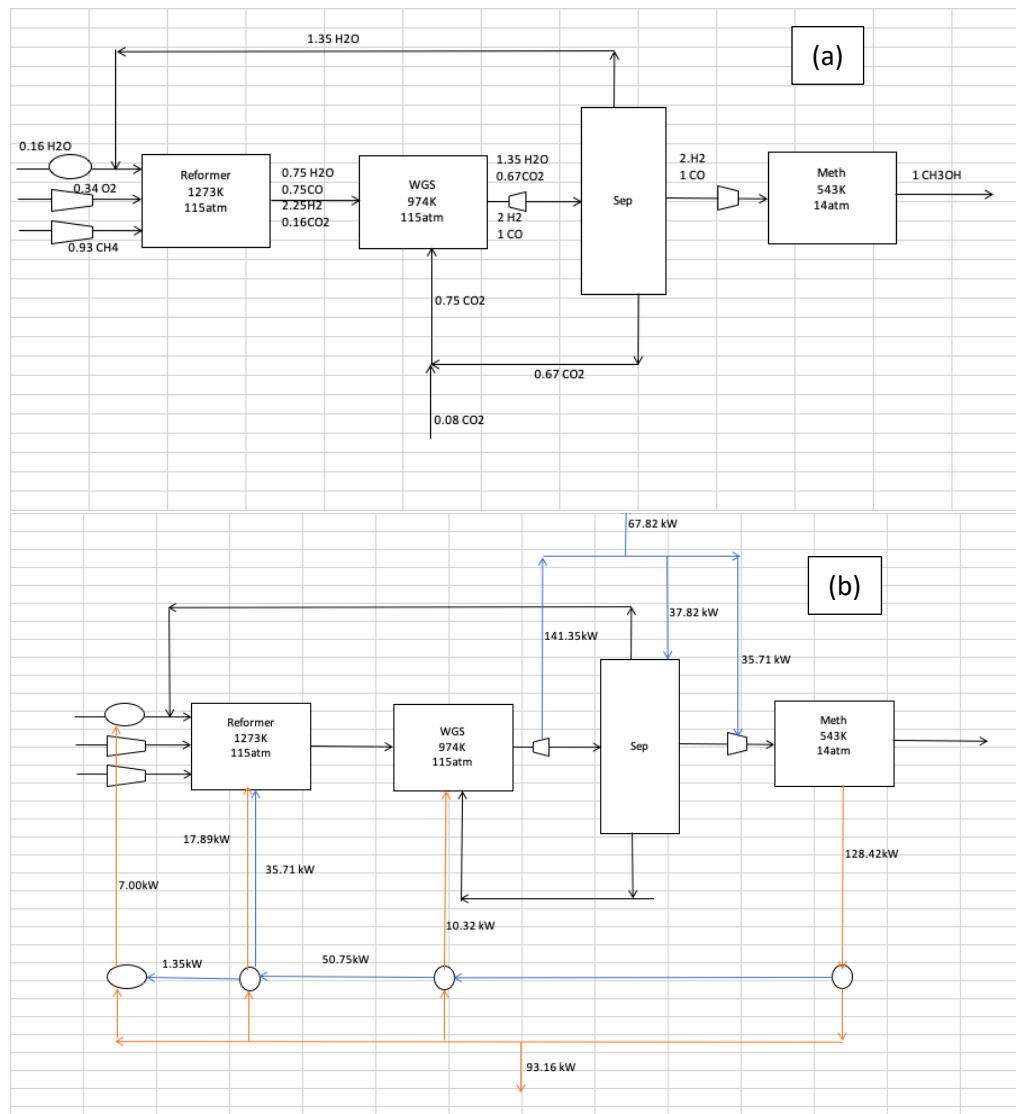 1.35 H2O
(a)
0.16 H2O
0.34 O2
0.93 CH4
Reformer
1273K
115atm
0.75 H2O
0.75CO
2.25H2
0.16CO2
WGS
974K
115atm
1.35 H2O
0.67CO2
2 H2
1 CO
Sep
2.H2
1 CO
Meth
543K
14atm
1 CH3OH
0.75 CO2
0.67 CO2
0.08 CO2
67.82 kW
(b)
141.35kW
37.82 kW
35.71 kW
Reformer
1273K
115atm
WGS
974K
115atm
Sep
Meth
543K
14atm
17.89kW
35.71 kW
7.00kW
10.32 kW
128.42kW
1.35kW
50.75kW
93.16 kW